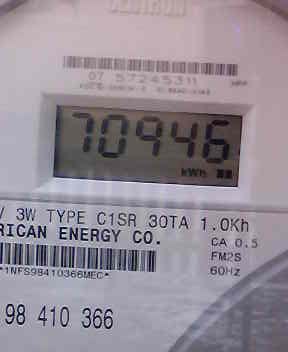 CENTRON
07 57245311
70946
kWh
/ 3W TYPE C1SR 30TA 1.0Kh
RICAN ENERGY CO. CA 0.5
FM2S
*1NFS98410366MEC* 60Hz
98 410 366